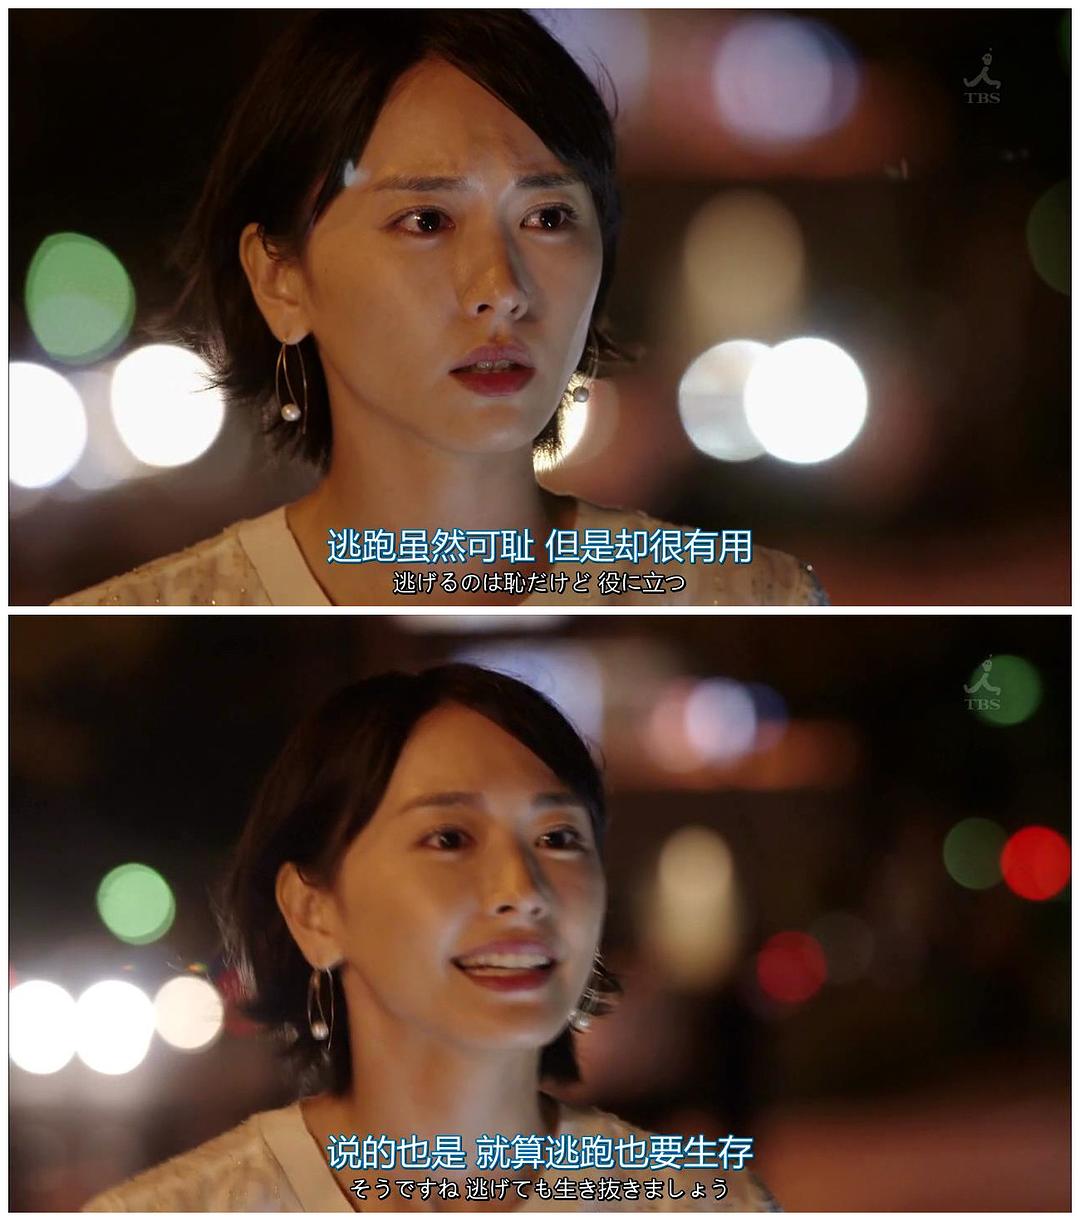 TBS
逃跑虽然可耻 但是却很有用
逃げるのは恥だけど 役に立つ
TBS
说的也是 就算逃跑也要生存
そうですね 逃げても生き抜きましょう